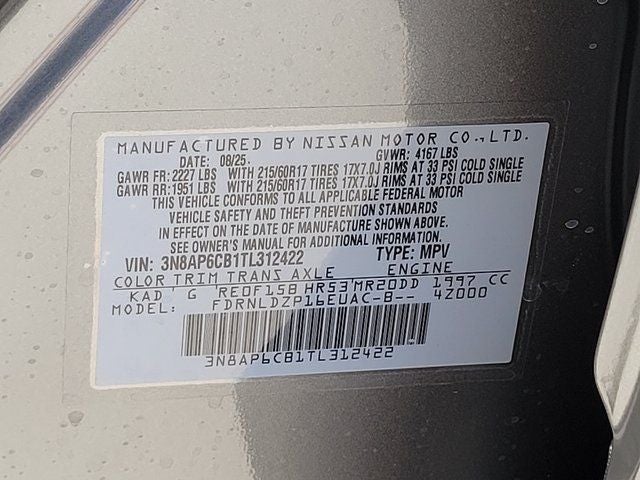 MANUFACTURED BY NISSAN MOTOR CO.,LTD.
DATE: 08/25. GVWR: 4167 LBS
GAWR FR: 2227 LBS WITH 215/60R17 TIRES 17X7.0J RIMS AT 33 PSI COLD SINGLE
GAWR RR: 1951 LBS WITH 215/60R17 TIRES 17X7.0J RIMS AT 33 PSI COLD SINGLE
THIS VEHICLE CONFORMS TO ALL APPLICABLE FEDERAL MOTOR
VEHICLE SAFETY AND THEFT PREVENTION STANDARDS
IN EFFECT ON THE DATE OF MANUFACTURE SHOWN ABOVE.
SEE OWNER'S MANUAL FOR ADDITIONAL INFORMATION
VIN: 3N8AP6CB1TL312422 TYPE: MPV
COLOR TRIM TRANS AXLE ENGINE
KAD G RE0F15B HR53 MR20DD 1997 CC
MODEL: FDRNLDZP16EUAC-B-- 4Z000
3N8AP6CB1TL312422